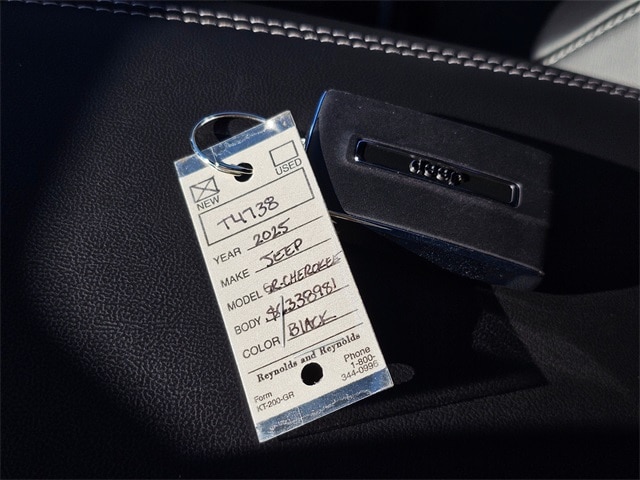 USED
NEW
T4738
YEAR 2025
MAKE JEEP
MODEL GR-CHEROKEE
BODY 338981
COLOR BLACK
Reynolds and Reynolds
Form
KT-200-GR
Phone
1-800-
344-0996
Jeep